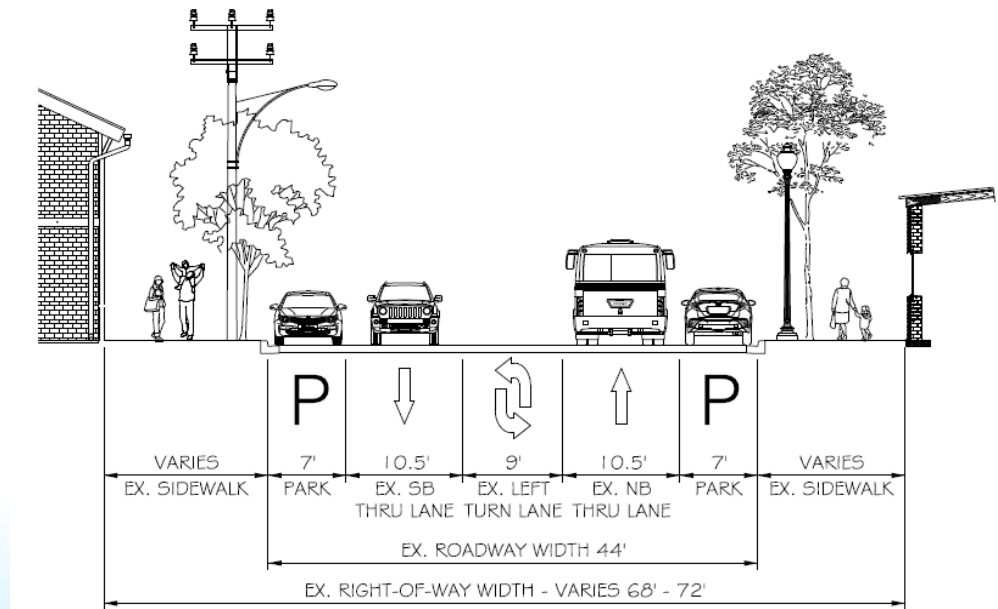 P P
VARIES 7' 10.5' 9' 10.5' 7' VARIES
EX. SIDEWALK PARK EX. SB EX. LEFT EX. NB PARK EX. SIDEWALK
THRU LANE TURN LANE THRU LANE
EX. ROADWAY WIDTH 44'
EX. RIGHT-OF-WAY WIDTH - VARIES 68' - 72'